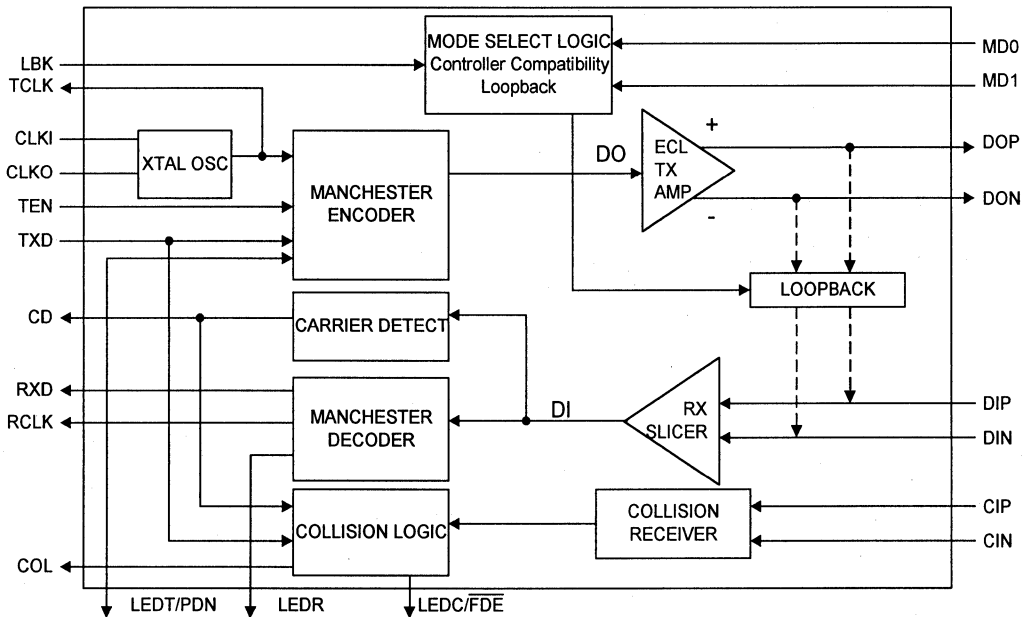 LBK
TCLK
CLKI
CLKO
TEN
TXD
CD
RXD
RCLK
COL
MODE SELECT LOGIC
Controller Compatibility
Loopback
MD0
MD1
XTAL OSC
MANCHESTER
ENCODER
DO
ECL
TX
AMP
+
-
DOP
DON
LOOPBACK
CARRIER DETECT
MANCHESTER
DECODER
DI
RX
SLICER
DIP
DIN
COLLISION LOGIC
COLLISION
RECEIVER
CIP
CIN
LEDT/PDN
LEDR
LEDC/F̅D̅E̅